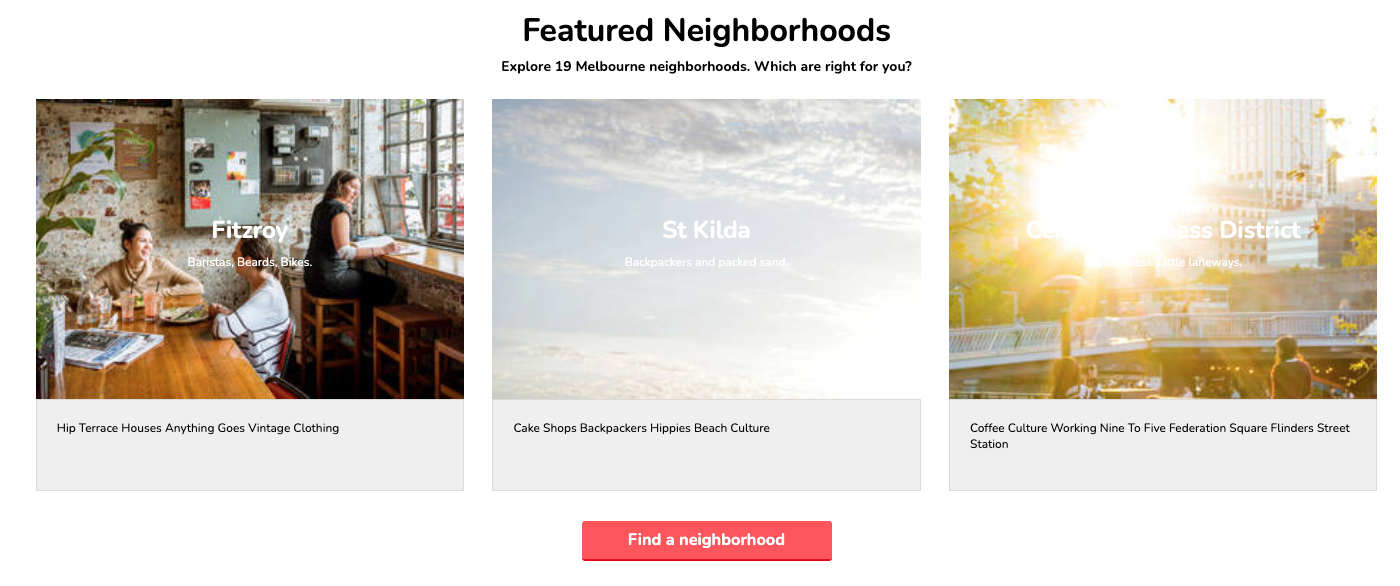 Featured Neighborhoods
Explore 19 Melbourne neighborhoods. Which are right for you?
Fitzroy
Baristas, Beards, Bikes.
St Kilda
Backpackers and packed sand.
District
laneways.
Hip Terrace Houses Anything Goes Vintage Clothing
Cake Shops Backpackers Hippies Beach Culture
Coffee Culture Working Nine To Five Federation Square Flinders Street
Station
Find a neighborhood